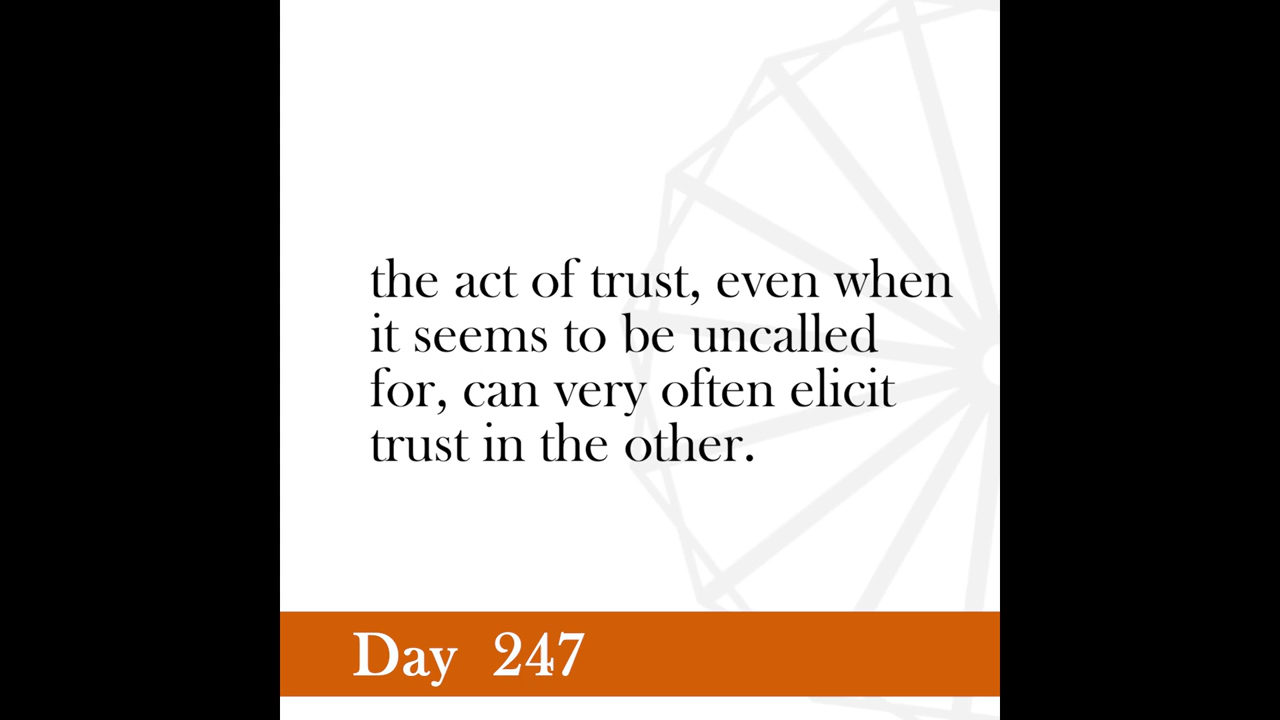 the act of trust, even when
it seems to be uncalled
for, can very often elicit
trust in the other.
Day 247